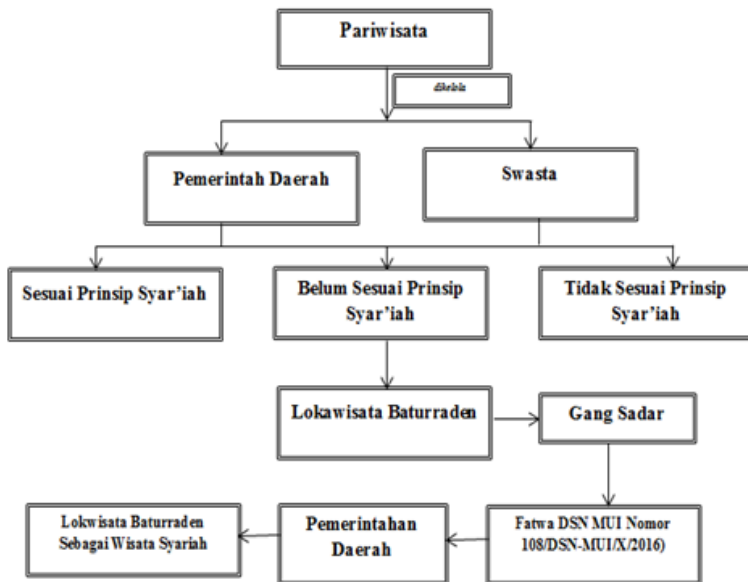 Pariwisata
dikelola
Pemerintah Daerah
Swasta
Sesuai Prinsip Syar’iah
Belum Sesuai Prinsip
Syar’iah
Tidak Sesuai Prinsip
Syar’iah
Lokawisata Baturraden
Gang Sadar
Lokwisata Baturraden
Sebagai Wisata Syariah
Pemerintahan
Daerah
Fatwa DSN MUI Nomor
108/DSN-MUI/X/2016)